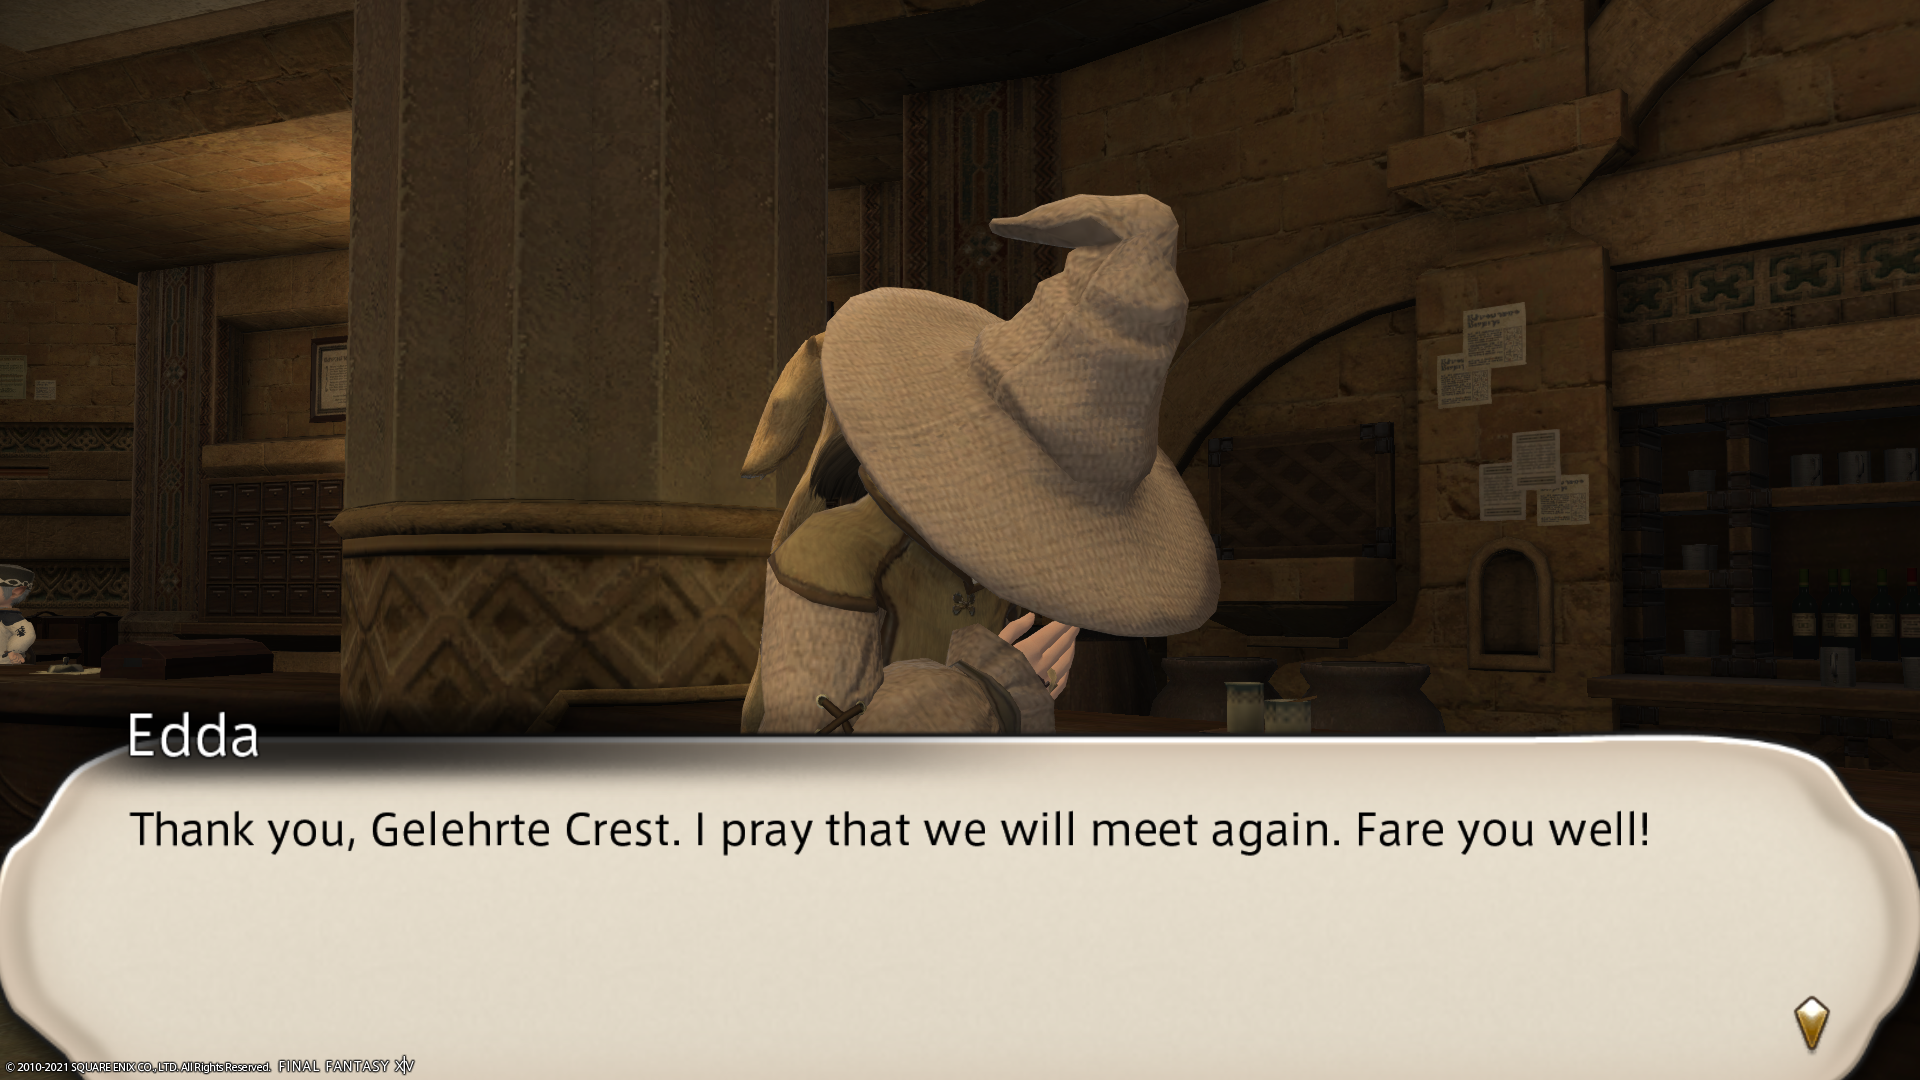 Edda
Thank you, Gelehrte Crest. I pray that we will meet again. Fare you well!
© 2010-2021 SQUARE ENIX CO., LTD. All Rights Reserved. FINAL FANTASY XIV